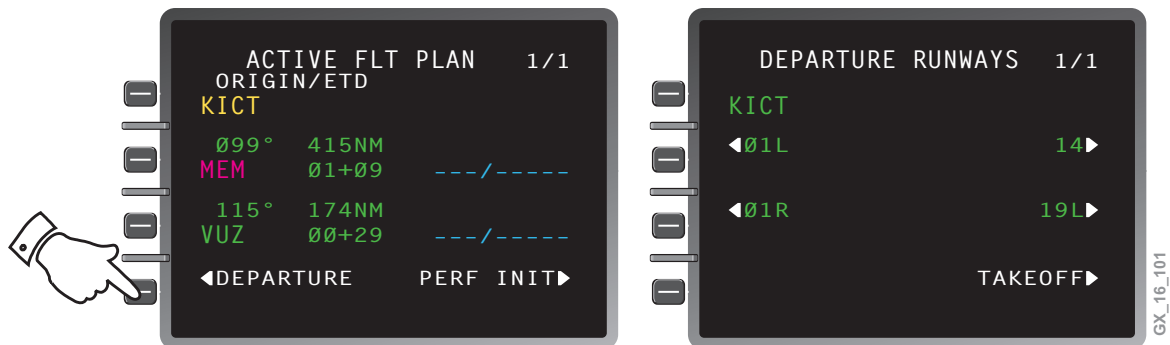 ACTIVE FLT PLAN 1/1
ORIGIN/ETD
KICT
Ø99° 415NM
MEM Ø1+Ø9 ---/-----
115° 174NM
VUZ ØØ+29 ---/-----
◀DEPARTURE PERF INIT▶
DEPARTURE RUNWAYS 1/1
KICT
◀Ø1L 14▶
◀Ø1R 19L▶
TAKEOFF▶
GX_16_101